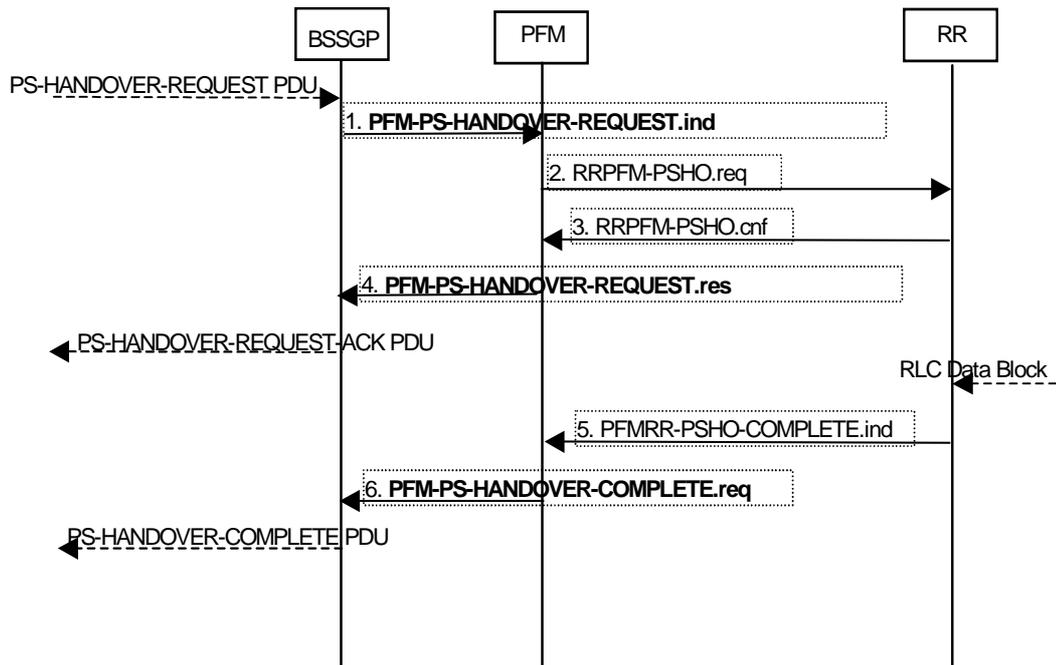 BSSGP
PFM
RR
PS-HANDOVER-REQUEST PDU
1. PFM-PS-HANDOVER-REQUEST.ind
2. RRPFM-PSHO.req
3. RRPFM-PSHO.cnf
4. PFM-PS-HANDOVER-REQUEST.res
PS-HANDOVER-REQUEST-ACK PDU
RLC Data Block
5. PFMRR-PSHO-COMPLETE.ind
6. PFM-PS-HANDOVER-COMPLETE.req
PS-HANDOVER-COMPLETE PDU